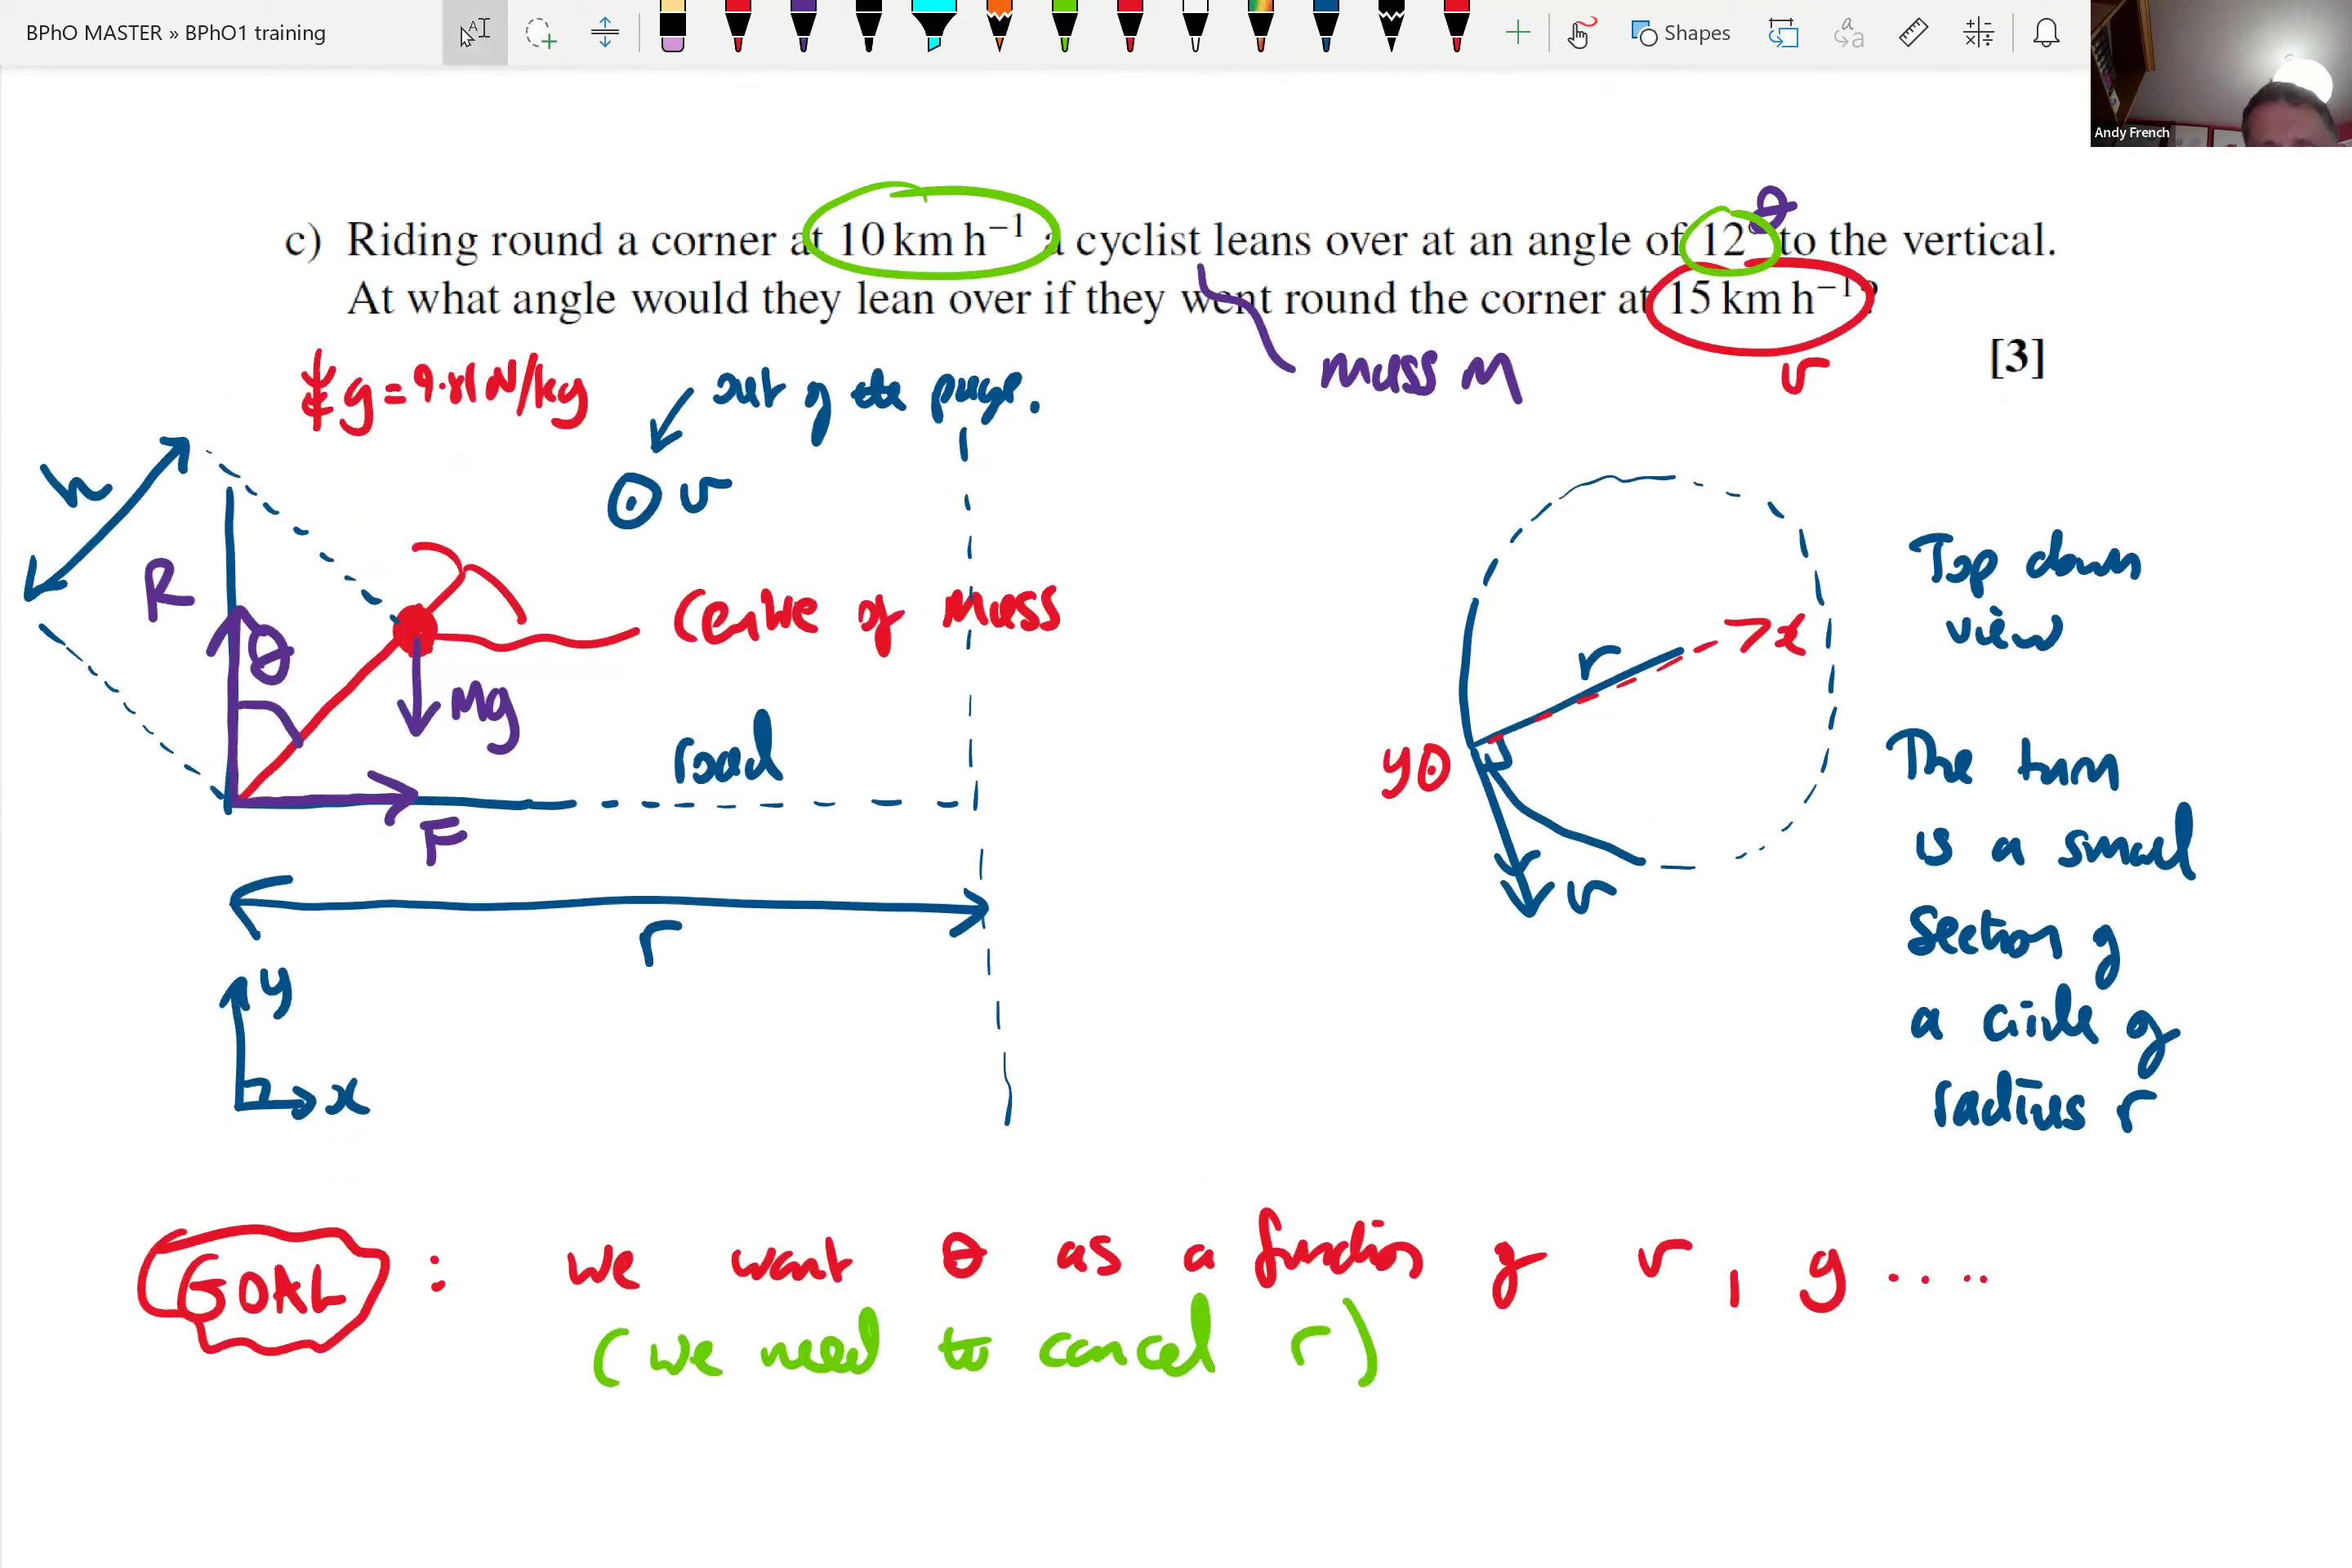 BPhO MASTER » BPhO1 training
Shapes
Andy French
c) Riding round a corner at 10 km h⁻¹ a cyclist leans over at an angle of 12° to the vertical.
θ
At what angle would they lean over if they went round the corner at 15 km h⁻¹?
[3]
g = 9.81 N/kg
out of the page.
mass M
v
h
v
R
θ
Centre of Mass
Mg
road
F
r
y
x
r
x
y
v
Top down
view
The turn
is a small
section of
a circle of
radius r
GOAL : we want θ as a function of v, g ....
(we need to cancel r)